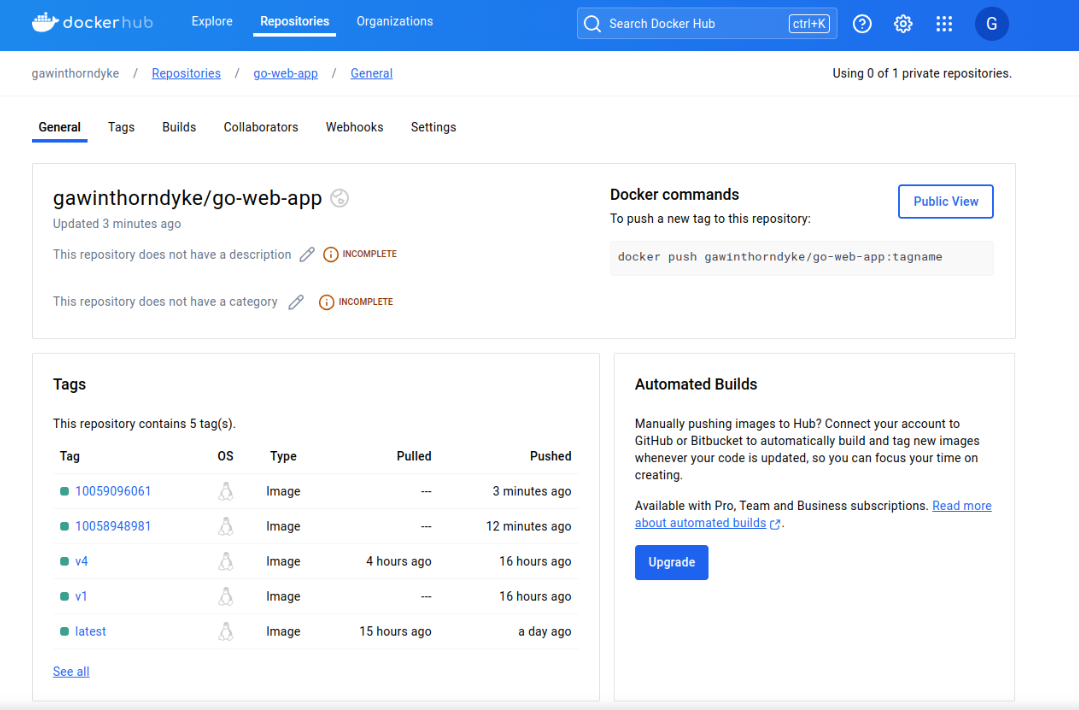 dockerhub Explore Repositories Organizations Search Docker Hub ctrl+K G
gawinthorndyke / Repositories / go-web-app / General Using 0 of 1 private repositories.
General Tags Builds Collaborators Webhooks Settings
gawinthorndyke/go-web-app
Updated 3 minutes ago
This repository does not have a description INCOMPLETE
This repository does not have a category INCOMPLETE
Docker commands
Public View
To push a new tag to this repository:
docker push gawinthorndyke/go-web-app:tagname
Tags
This repository contains 5 tag(s).
Tag OS Type Pulled Pushed
10059096061 Image --- 3 minutes ago
10058948981 Image --- 12 minutes ago
v4 Image 4 hours ago 16 hours ago
v1 Image --- 16 hours ago
latest Image 15 hours ago a day ago
See all
Automated Builds
Manually pushing images to Hub? Connect your account to
GitHub or Bitbucket to automatically build and tag new images
whenever your code is updated, so you can focus your time on
creating.
Available with Pro, Team and Business subscriptions. Read more
about automated builds.
Upgrade